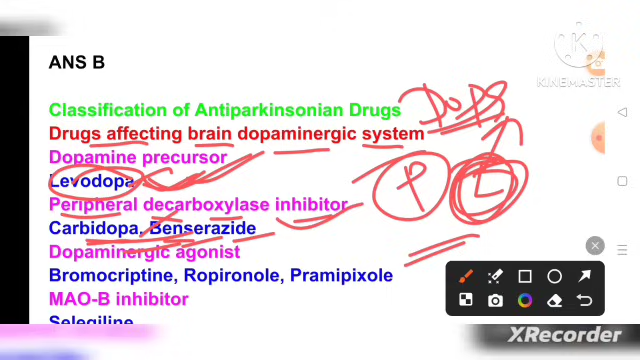 ANS B
KINEMASTER
Classification of Antiparkinsonian Drugs
Drugs affecting brain dopaminergic system
Dopamine precursor
Levodopa
Peripheral decarboxylase inhibitor
P
L
Carbidopa, Benserazide
Dopaminergic agonist
Bromocriptine, Ropironole, Pramipixole
MAO-B inhibitor
Selegiline
XRecorder